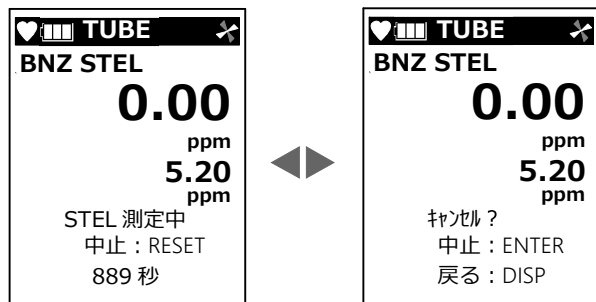 TUBE
BNZ STEL
0.00
ppm
5.20
ppm
STEL 測定中
中止：RESET
889 秒
TUBE
BNZ STEL
0.00
ppm
5.20
ppm
ｷｬﾝｾﾙ？
中止：ENTER
戻る：DISP